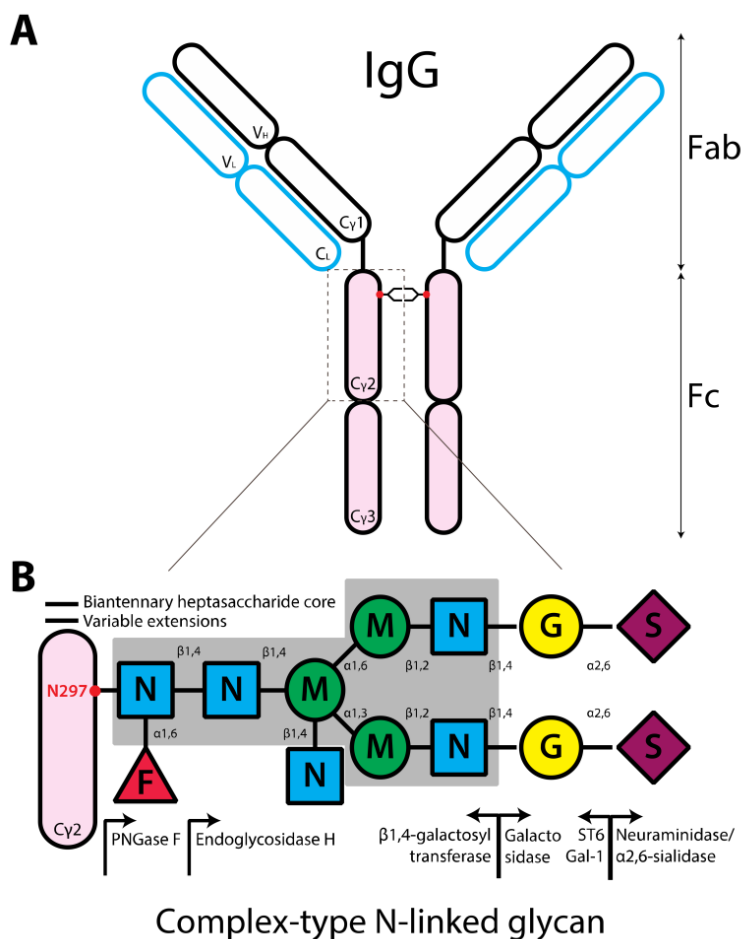 A
IgG
Fab
VH
VL
Cγ1
CL
Cγ2
Fc
Cγ3
B
Biantennary heptasaccharide core
Variable extensions
M N G S
β1,4 β1,4 α1,6 β1,2 β1,4 α2,6
N297 N N M
α1,6 β1,4 α1,3 β1,2 β1,4 α2,6
M N G S
F N
Cγ2
PNGase F
Endoglycosidase H
β1,4-galactosyl
transferase
Galacto
sidase
ST6
Gal-1
Neuraminidase/
α2,6-sialidase
Complex-type N-linked glycan